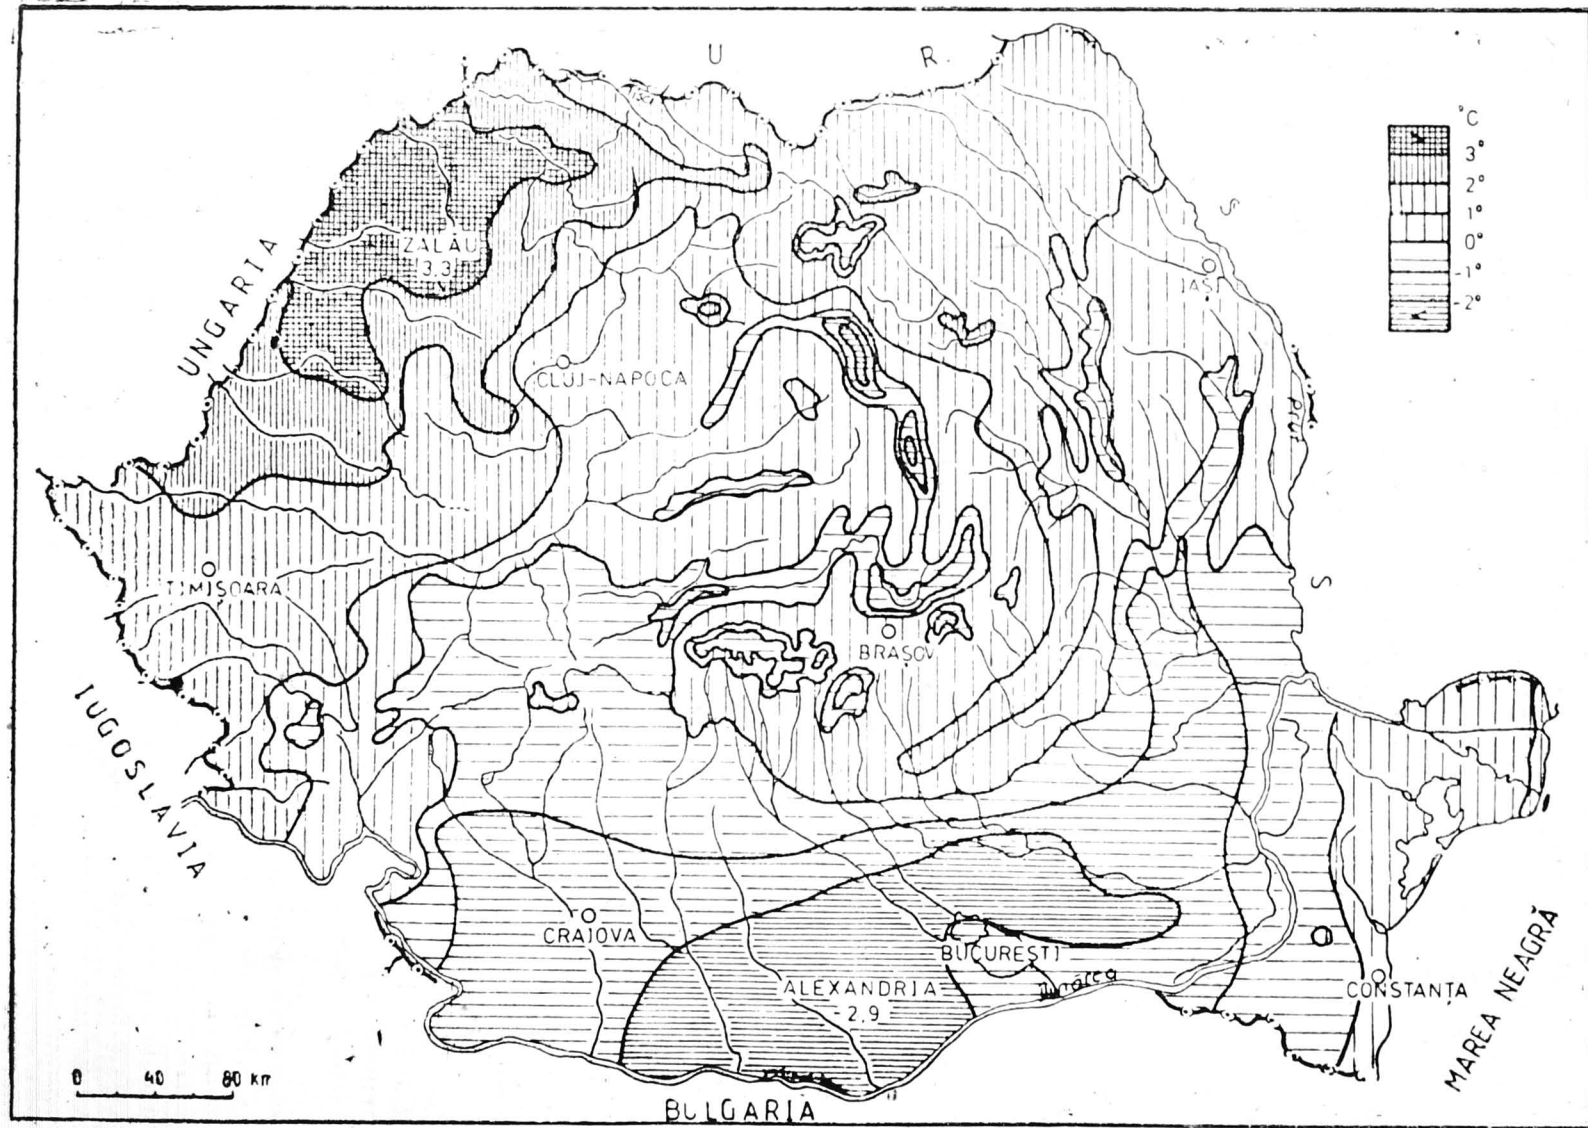 U R S S
°C
3°
2°
1°
0°
-1°
-2°
UNGARIA
ZALĂU
3.3
IAȘI
CLUJ-NAPOCA
Prut
TIMIȘOARA
BRAȘOV
IUGOSLAVIA
CRAIOVA
BUCUREȘTI
ALEXANDRIA
-2,9
CONSTANȚA
MAREA NEAGRĂ
0 40 80 km
BULGARIA